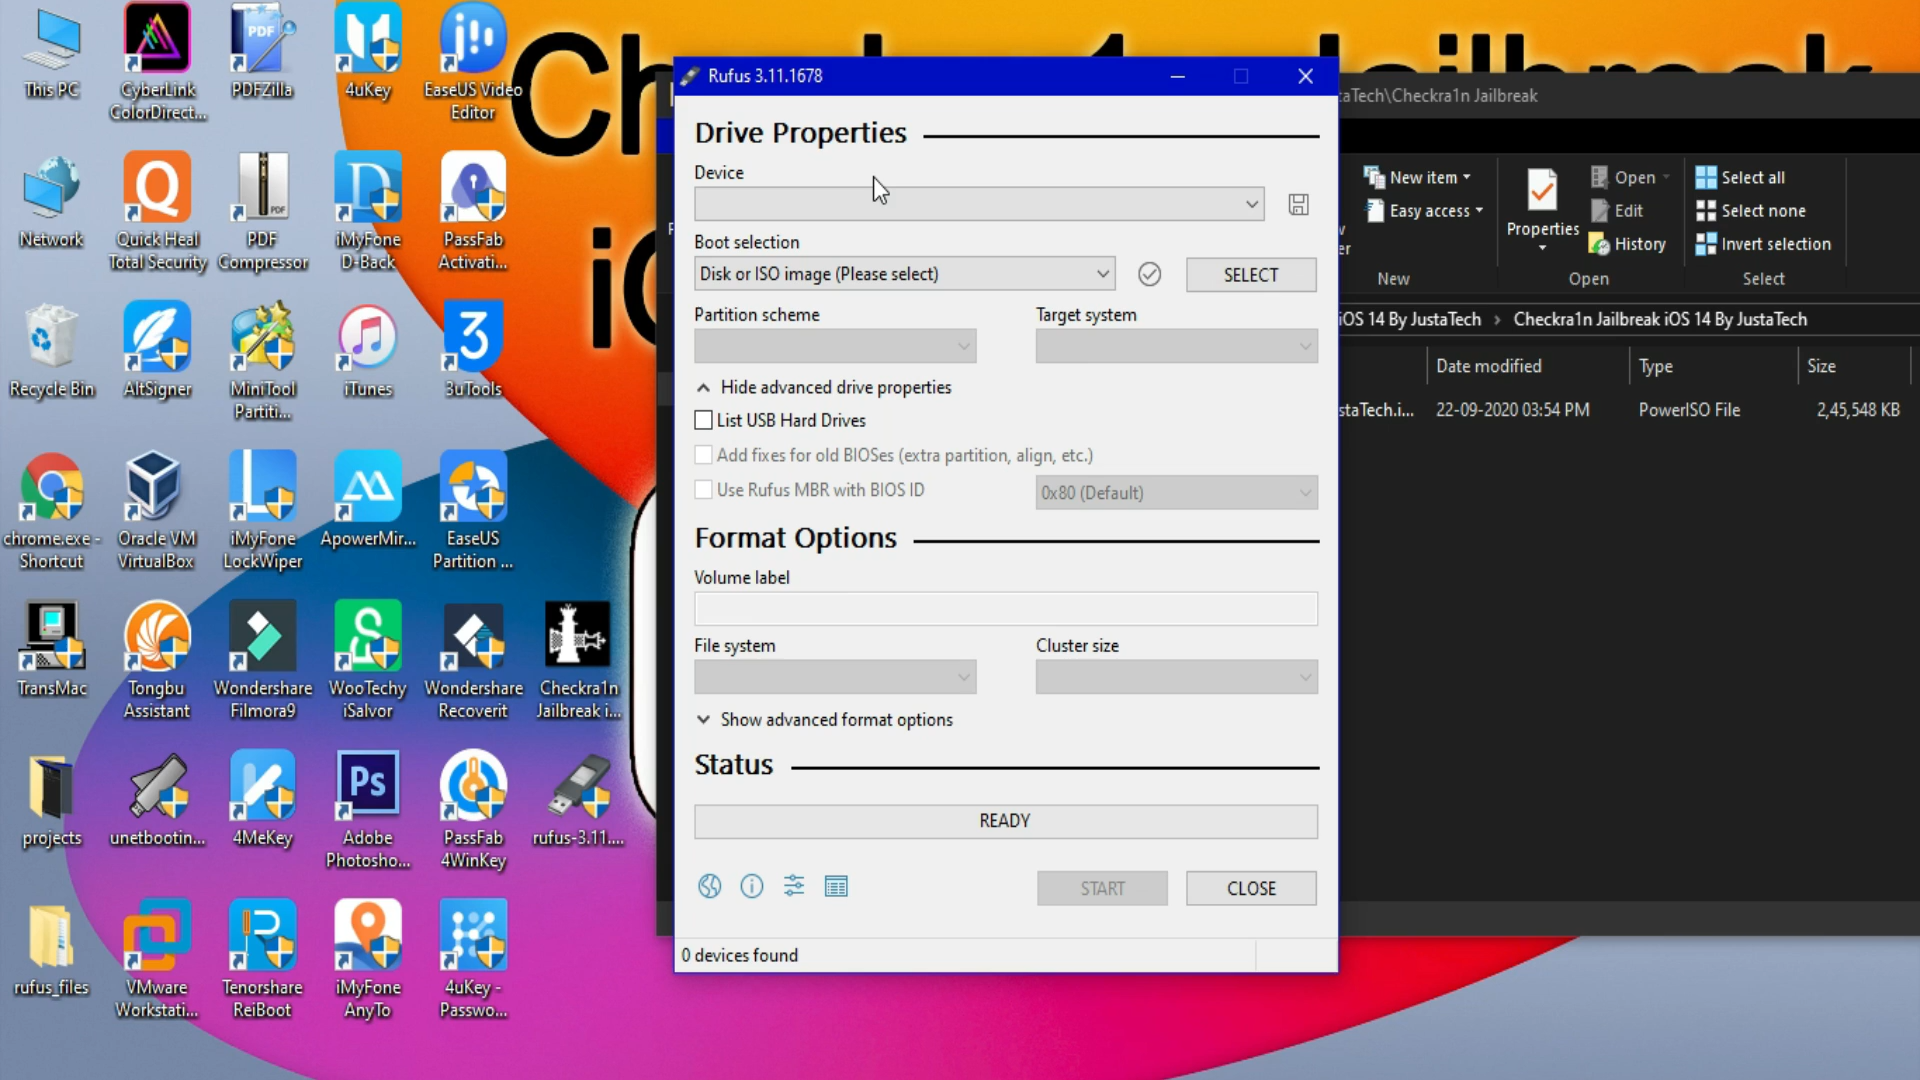 This PC
CyberLink
ColorDirect...
PDF
PDFZilla
4uKey
EaseUS Video
Editor
Network
Quick Heal
Total Security
PDF
PDF
Compressor
iMyFone
D-Back
PassFab
Activati...
Recycle Bin
AltSigner
MiniTool
Partiti...
iTunes
3
3uTools
chrome.exe -
Shortcut
Oracle VM
VirtualBox
iMyFone
LockWiper
ApowerMir...
EaseUS
Partition ...
TransMac
Tongbu
Assistant
Wondershare
Filmora9
WooTechy
iSalvor
Wondershare
Recoverit
Checkra1n
Jailbreak i...
projects
unetbootin...
4MeKey
Ps
Adobe
Photosho...
PassFab
4WinKey
rufus-3.11....
rufus_files
VMware
Workstati...
Tenorshare
ReiBoot
iMyFone
AnyTo
4uKey -
Passwo...
Rufus 3.11.1678
Drive Properties
Device
Boot selection
Disk or ISO image (Please select)
SELECT
Partition scheme
Target system
Hide advanced drive properties
List USB Hard Drives
Add fixes for old BIOSes (extra partition, align, etc.)
Use Rufus MBR with BIOS ID
0x80 (Default)
Format Options
Volume label
File system
Cluster size
Show advanced format options
Status
READY
START
CLOSE
0 devices found
aTech\Checkra1n Jailbreak
New item
Easy access
New
Properties
Open
Edit
History
Open
Select all
Select none
Invert selection
Select
iOS 14 By JustaTech > Checkra1n Jailbreak iOS 14 By JustaTech
Date modified
Type
Size
staTech.i...
22-09-2020 03:54 PM
PowerISO File
2,45,548 KB